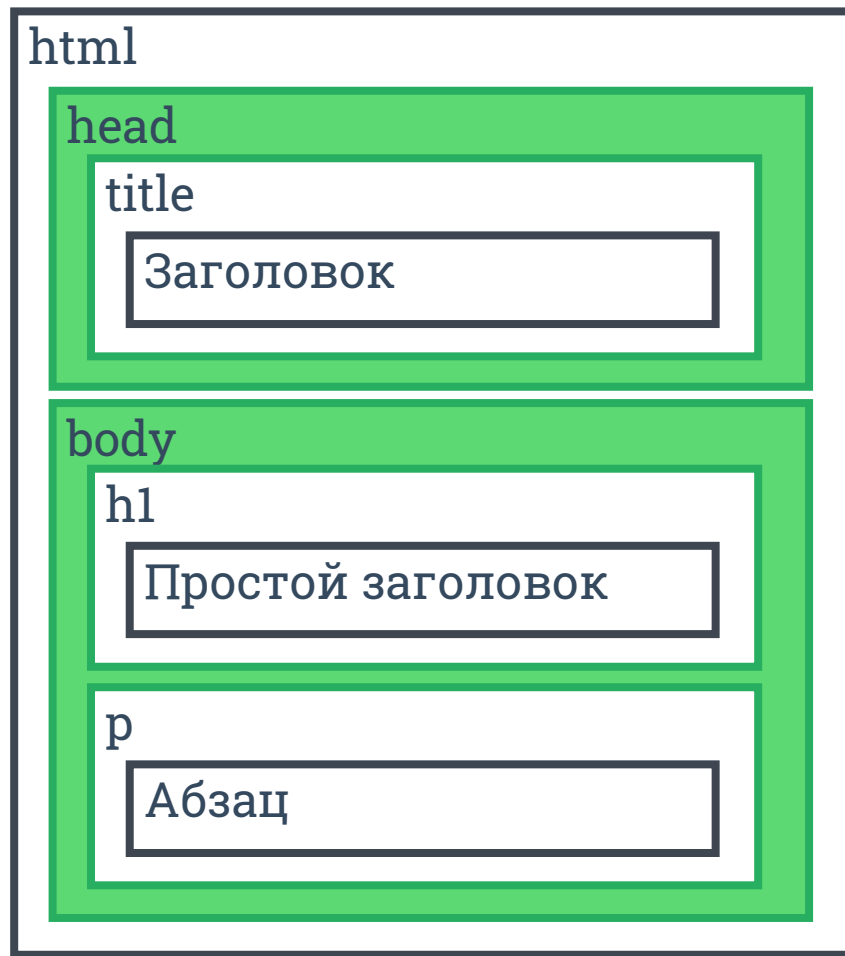 html
head
title
Заголовок
body
h1
Простой заголовок
p
Абзац